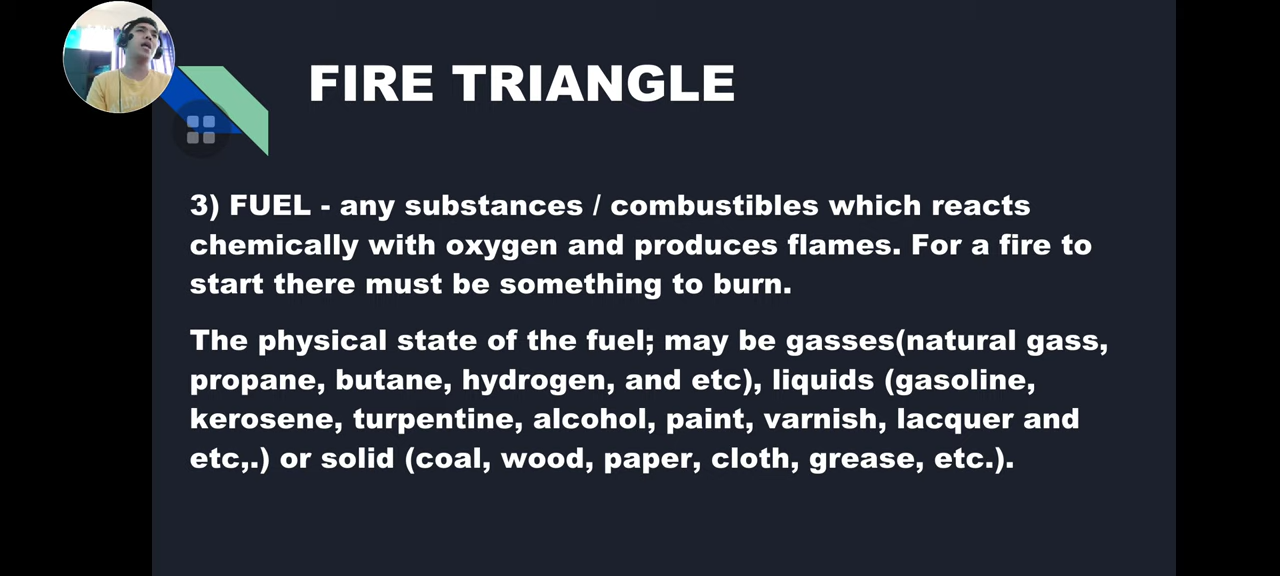 FIRE TRIANGLE
3) FUEL - any substances / combustibles which reacts
chemically with oxygen and produces flames. For a fire to
start there must be something to burn.
The physical state of the fuel; may be gasses(natural gass,
propane, butane, hydrogen, and etc), liquids (gasoline,
kerosene, turpentine, alcohol, paint, varnish, lacquer and
etc,.) or solid (coal, wood, paper, cloth, grease, etc.).